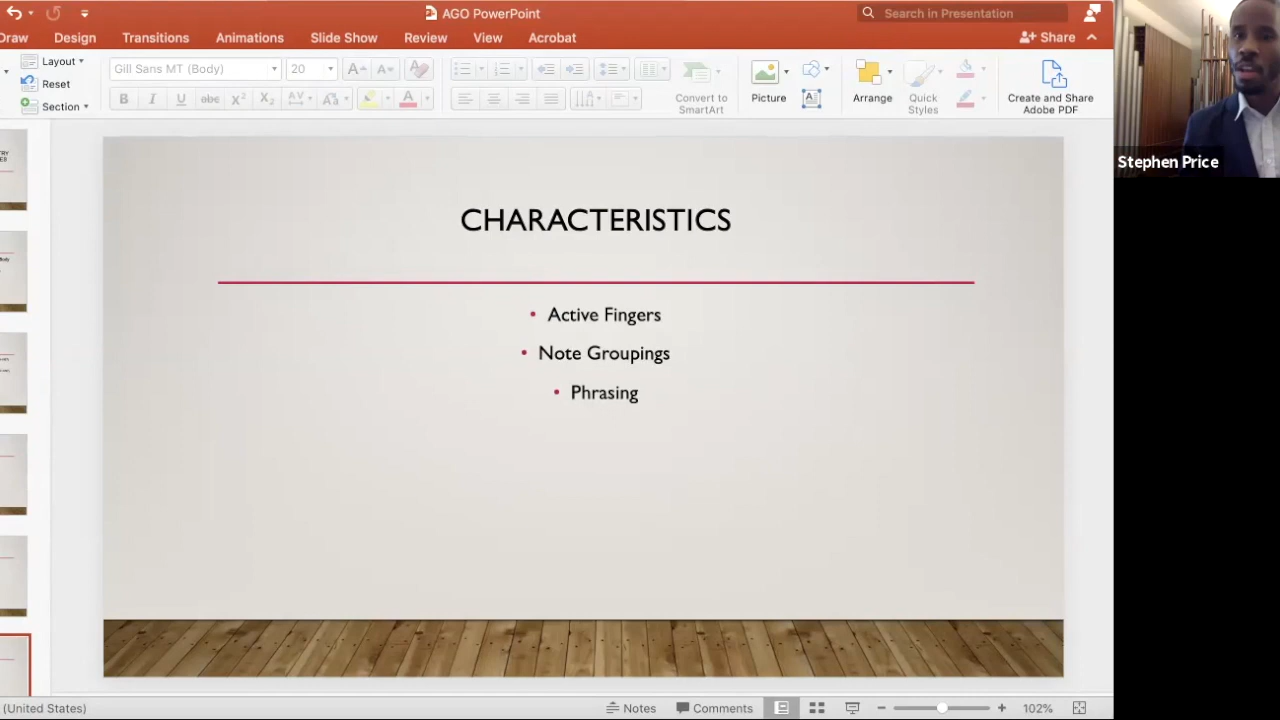 AGO PowerPoint
Search in Presentation
Draw
Design
Transitions
Animations
Slide Show
Review
View
Acrobat
Share
Layout
Reset
Section
Gill Sans MT (Body)
20
Convert to
SmartArt
Picture
Arrange
Quick
Styles
Create and Share
Adobe PDF
Stephen Price
CHARACTERISTICS
• Active Fingers
• Note Groupings
• Phrasing
(United States)
Notes
Comments
102%